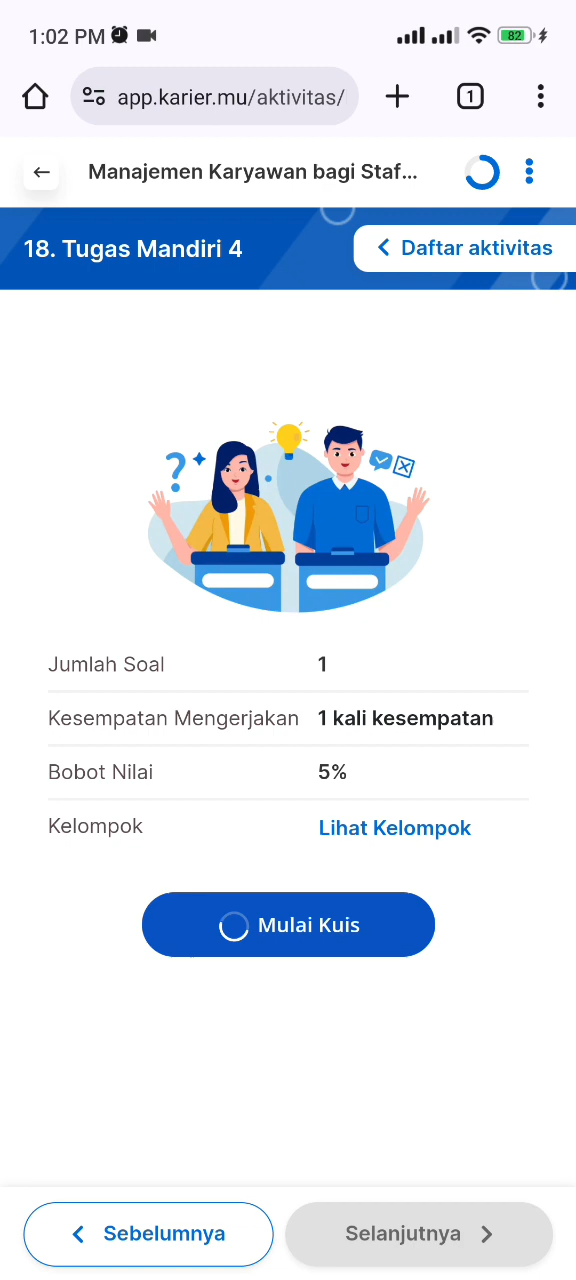 1:02 PM
82
1
app.karier.mu/aktivitas/
Manajemen Karyawan bagi Staf...
18. Tugas Mandiri 4
Daftar aktivitas
?
Jumlah Soal 1
Kesempatan Mengerjakan 1 kali kesempatan
Bobot Nilai 5%
Kelompok Lihat Kelompok
Mulai Kuis
Sebelumnya
Selanjutnya